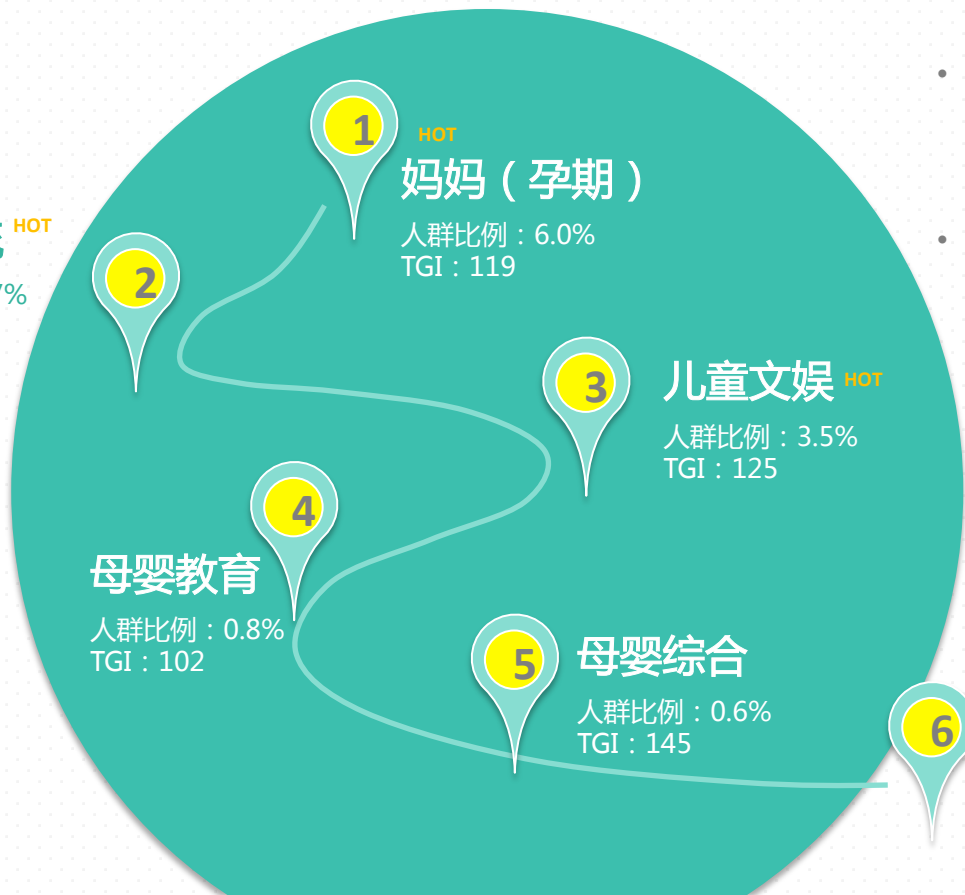 1
HOT
妈妈（孕期）
人群比例：6.0%
TGI：119
HOT
%
2
3
儿童文娱 HOT
人群比例：3.5%
TGI：125
4
母婴教育
人群比例：0.8%
TGI：102
5
母婴综合
人群比例：0.6%
TGI：145
6